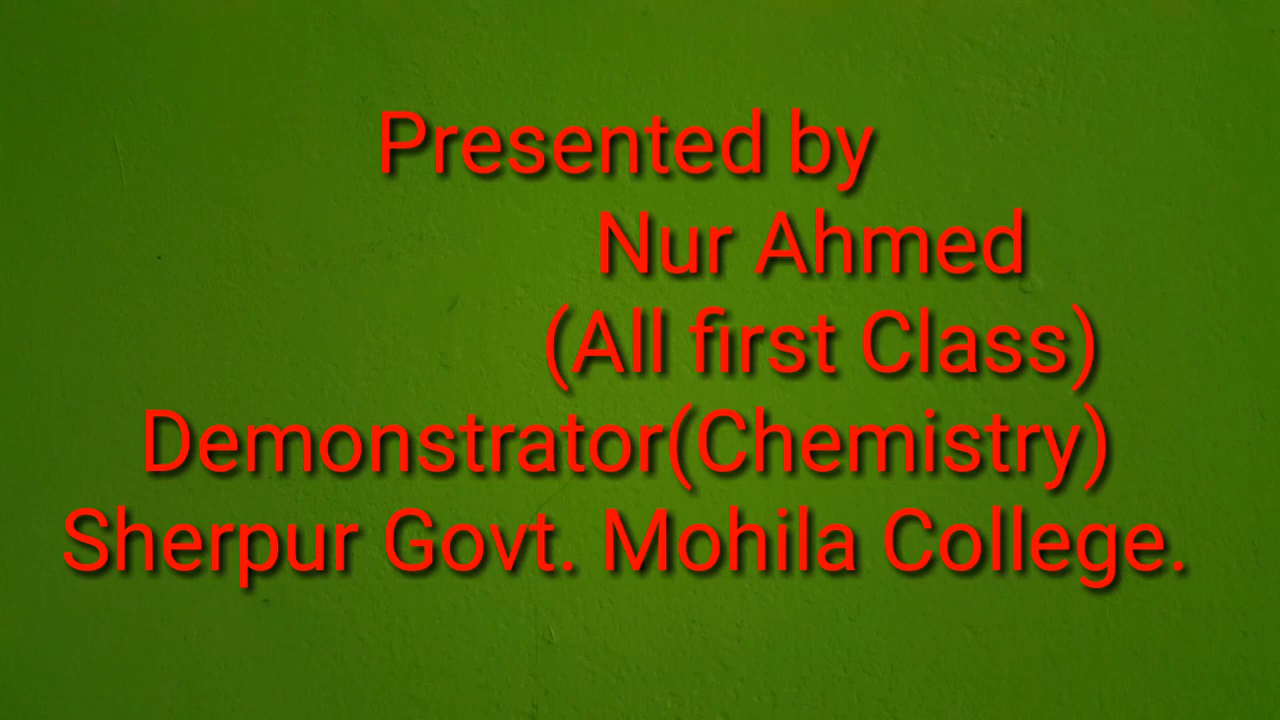 Presented by
Nur Ahmed
(All first Class)
Demonstrator(Chemistry)
Sherpur Govt. Mohila College.